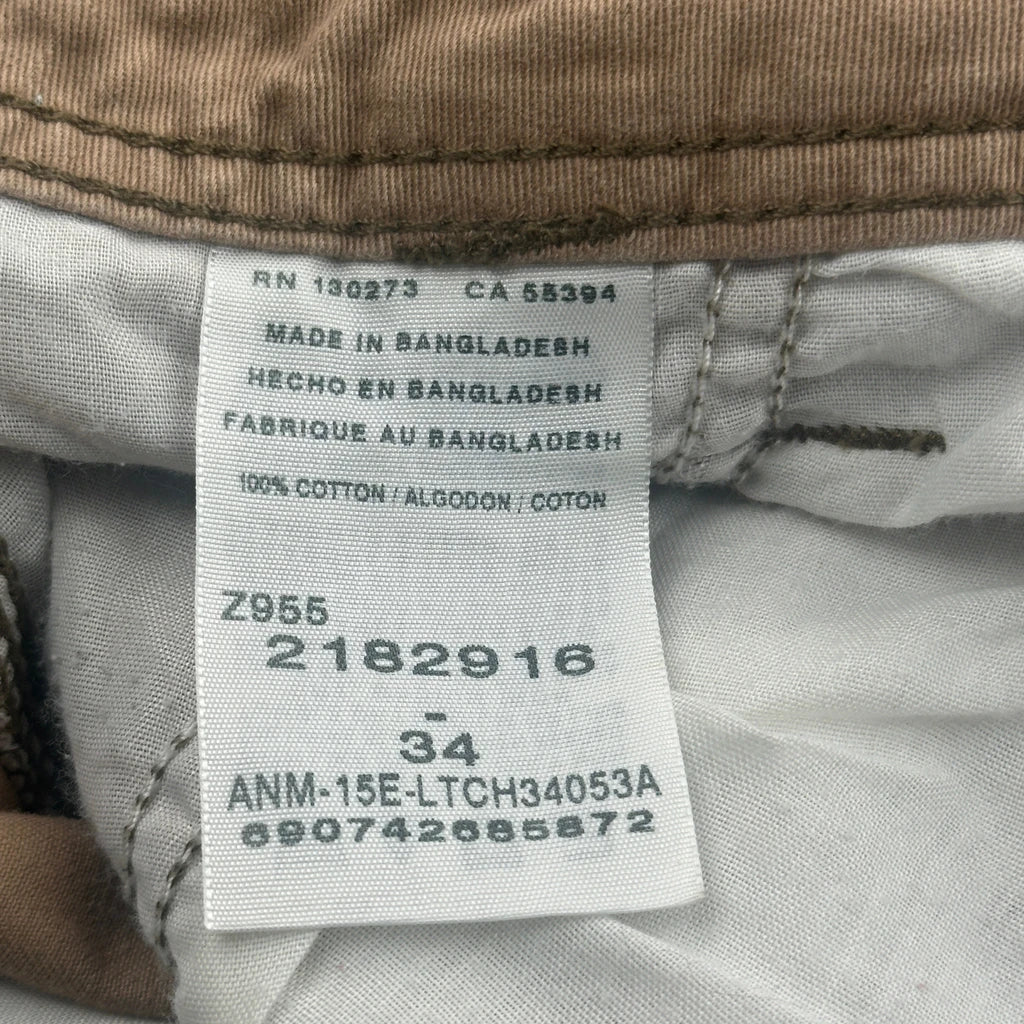 RN 130273 CA 55394
MADE IN BANGLADESH
HECHO EN BANGLADESH
FABRIQUE AU BANGLADESH
100% COTTON / ALGODON / COTON
Z955
2182916
-
34
ANM-15E-LTCH34053A
690742685872